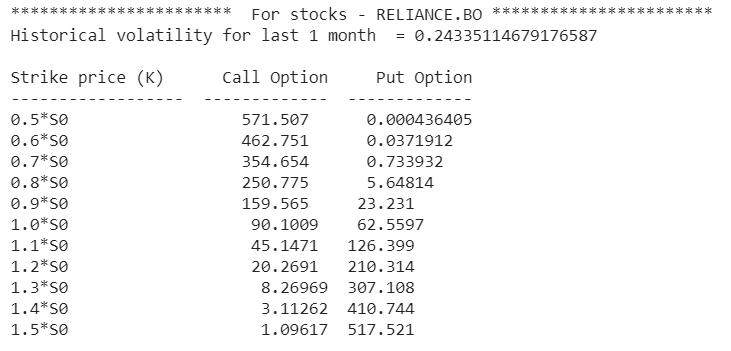 *********************** For stocks - RELIANCE.BO ***********************
Historical volatility for last 1 month = 0.24335114679176587
Strike price (K) Call Option Put Option
------------------ ------------- -------------
0.5*S0 571.507 0.000436405
0.6*S0 462.751 0.0371912
0.7*S0 354.654 0.733932
0.8*S0 250.775 5.64814
0.9*S0 159.565 23.231
1.0*S0 90.1009 62.5597
1.1*S0 45.1471 126.399
1.2*S0 20.2691 210.314
1.3*S0 8.26969 307.108
1.4*S0 3.11262 410.744
1.5*S0 1.09617 517.521